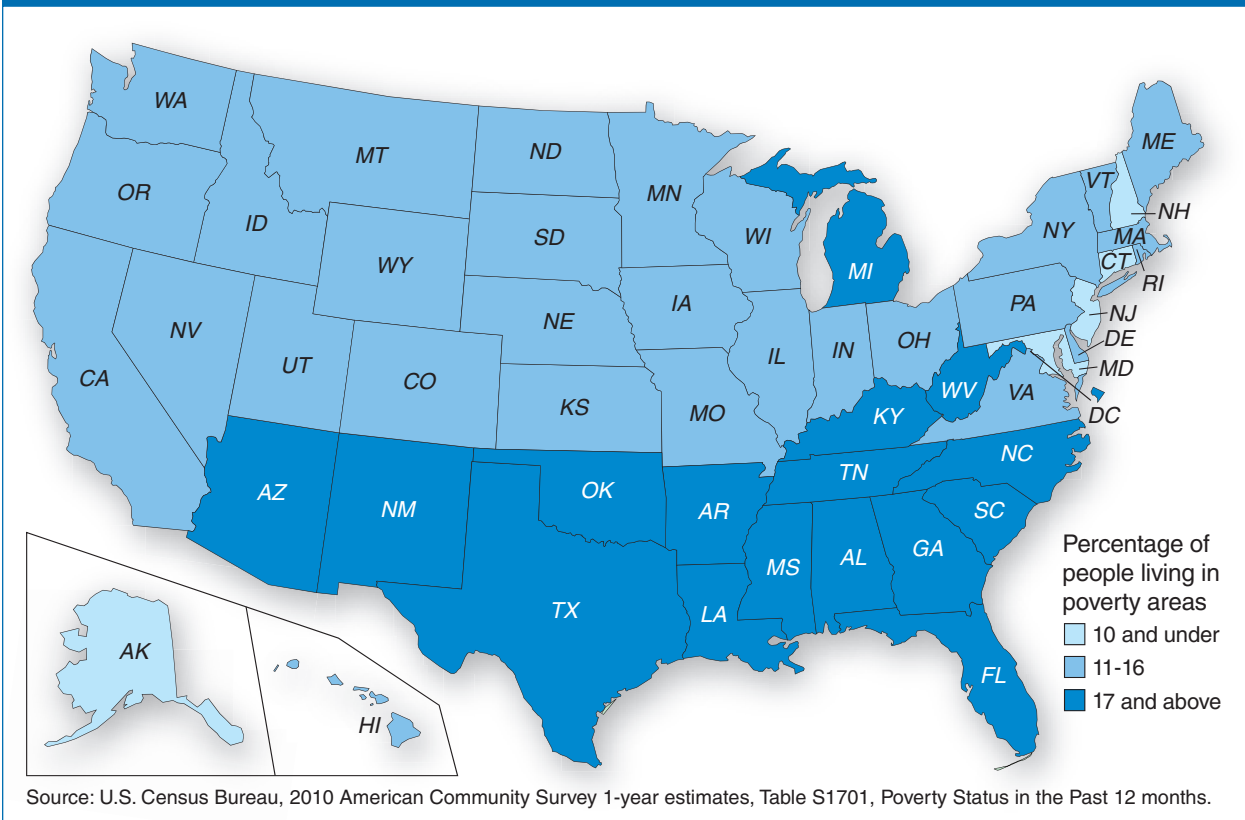 WA
MT
ND
MN
ME
OR
ID
VT
NH
SD
WI
NY
MA
WY
MI
CT
RI
IA
PA
NJ
NE
DE
NV
OH
IL
IN
MD
UT
CO
CA
WV
VA
KS
MO
KY
DC
NC
TN
AZ
OK
NM
AR
SC
GA
MS
AL
TX
LA
FL
AK
HI
Percentage of
people living in
poverty areas
10 and under
11-16
17 and above
Source: U.S. Census Bureau, 2010 American Community Survey 1-year estimates, Table S1701, Poverty Status in the Past 12 months.